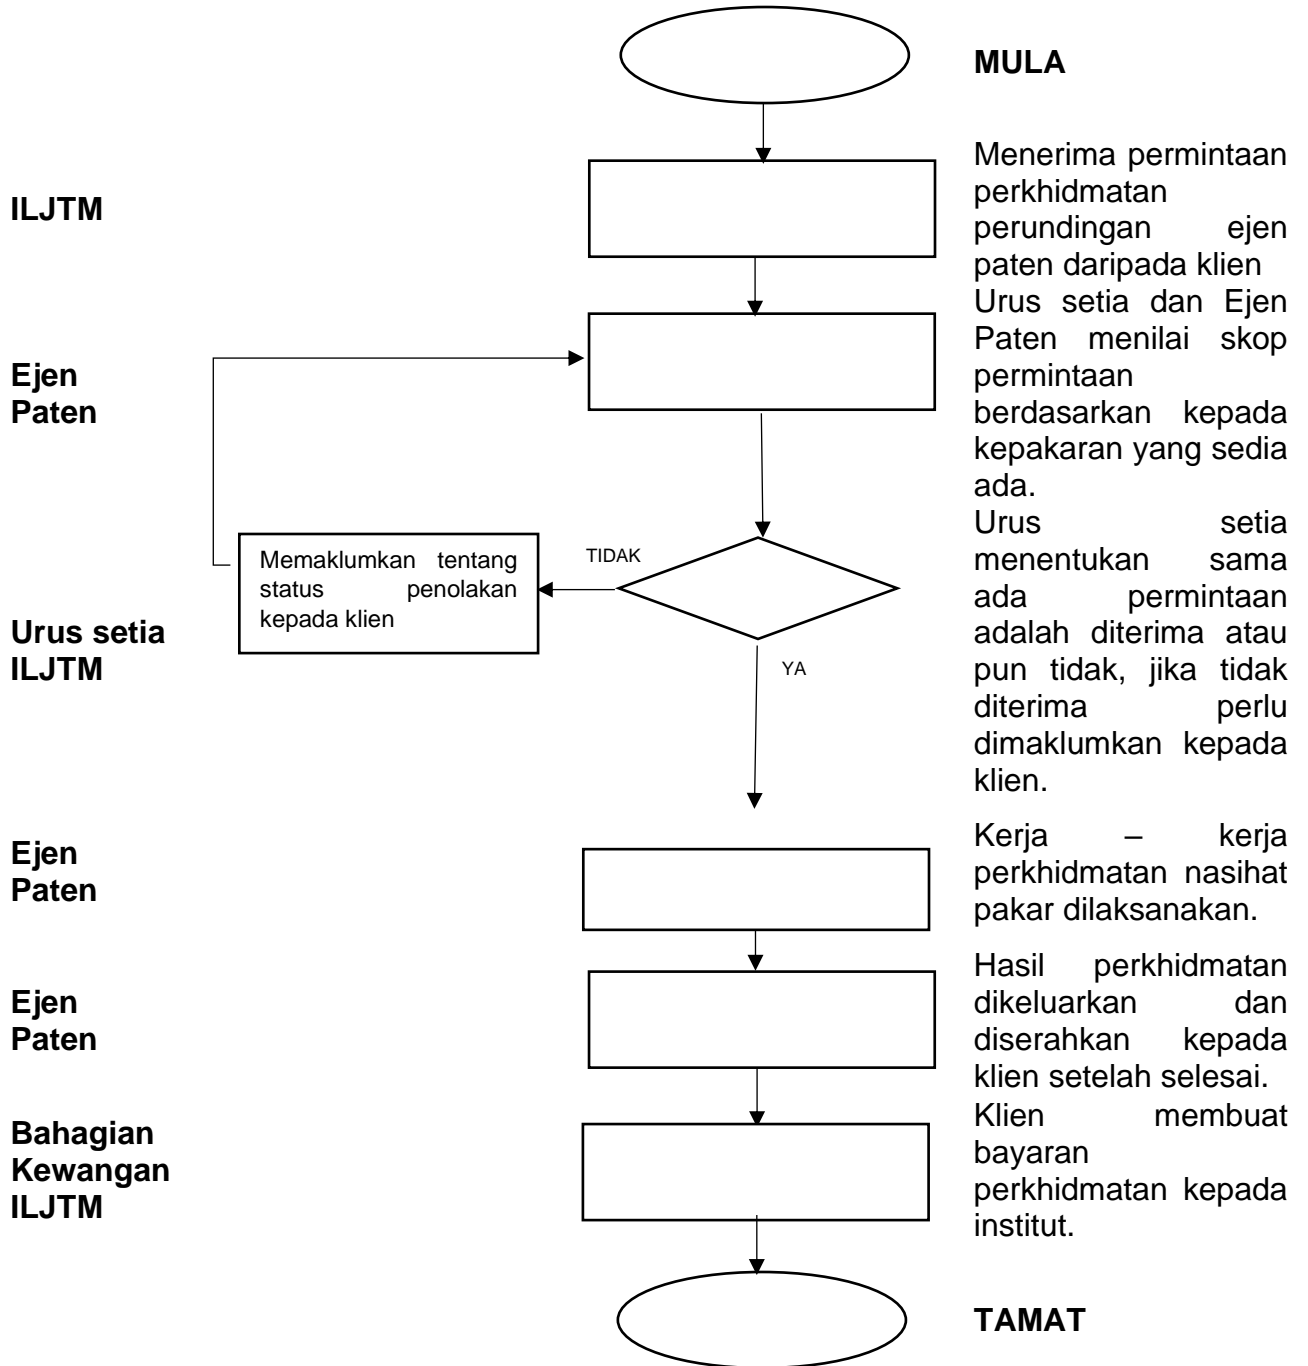 MULA
ILJTM
Menerima permintaan
perkhidmatan
perundingan ejen
paten daripada klien
Ejen
Paten
Urus setia dan Ejen
Paten menilai skop
permintaan
berdasarkan kepada
kepakaran yang sedia
ada.
Memaklumkan tentang
status penolakan
kepada klien
TIDAK
YA
Urus setia
ILJTM
Urus setia
menentukan sama
ada permintaan
adalah diterima atau
pun tidak, jika tidak
diterima perlu
dimaklumkan kepada
klien.
Ejen
Paten
Kerja – kerja
perkhidmatan nasihat
pakar dilaksanakan.
Ejen
Paten
Hasil perkhidmatan
dikeluarkan dan
diserahkan kepada
klien setelah selesai.
Bahagian
Kewangan
ILJTM
Klien membuat
bayaran
perkhidmatan kepada
institut.
TAMAT